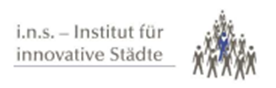 i.n.s. – Institut für
innovative Städte